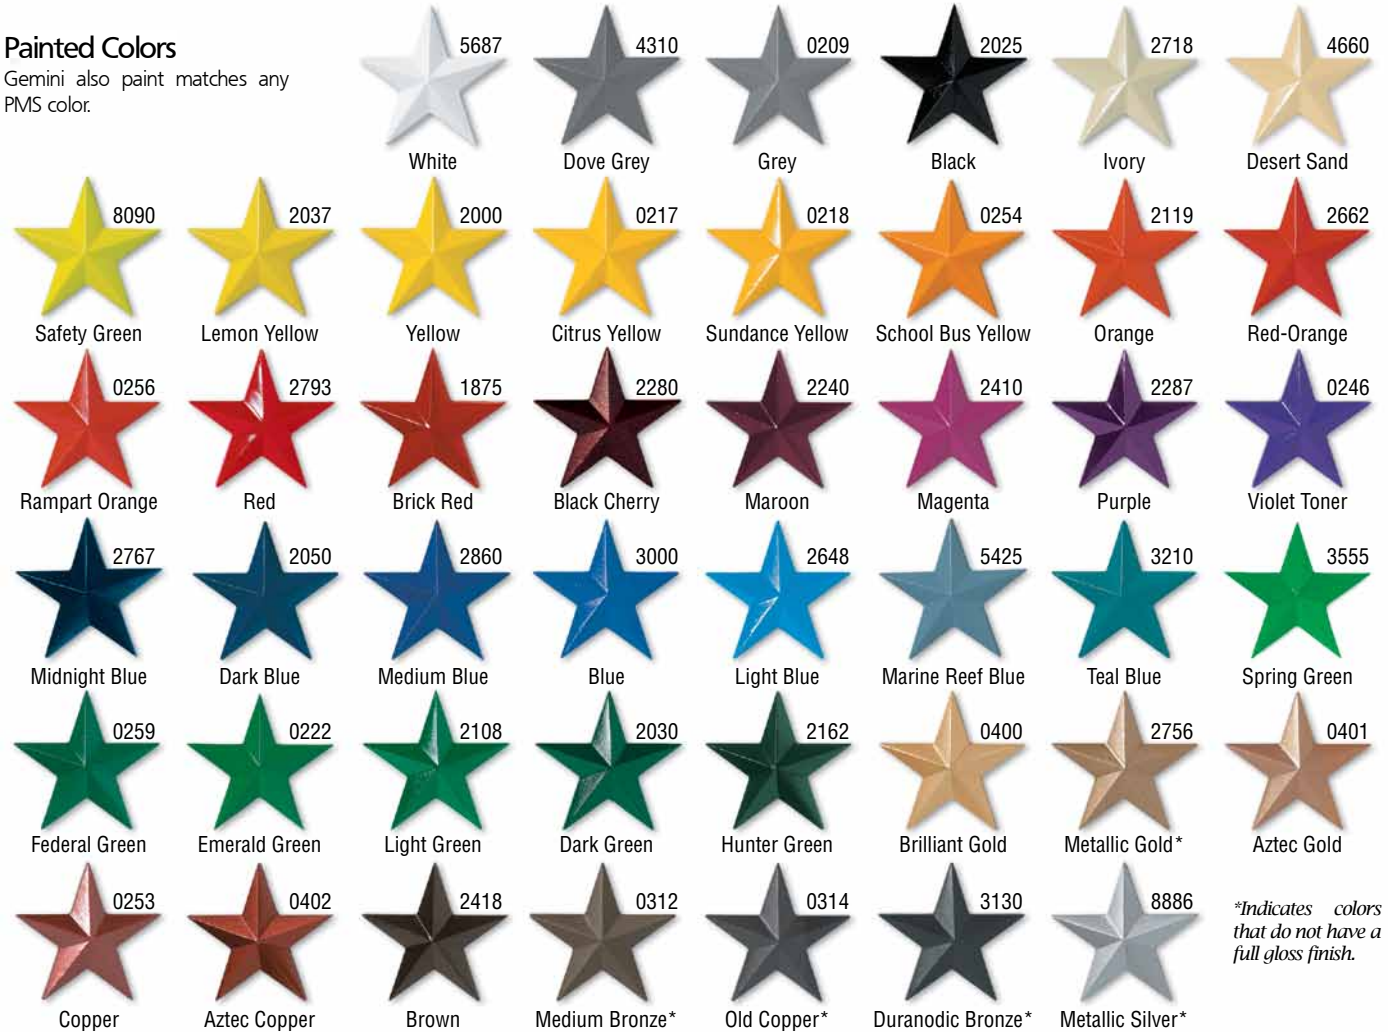 Painted Colors
Gemini also paint matches any
PMS color.
5687 4310 0209 2025 2718 4660
White Dove Grey Grey Black Ivory Desert Sand
8090 2037 2000 0217 0218 0254 2119 2662
Safety Green Lemon Yellow Yellow Citrus Yellow Sundance Yellow School Bus Yellow Orange Red-Orange
0256 2793 1875 2280 2240 2410 2287 0246
Rampart Orange Red Brick Red Black Cherry Maroon Magenta Purple Violet Toner
2767 2050 2860 3000 2648 5425 3210 3555
Midnight Blue Dark Blue Medium Blue Blue Light Blue Marine Reef Blue Teal Blue Spring Green
0259 0222 2108 2030 2162 0400 2756 0401
Federal Green Emerald Green Light Green Dark Green Hunter Green Brilliant Gold Metallic Gold* Aztec Gold
0253 0402 2418 0312 0314 3130 8886
Copper Aztec Copper Brown Medium Bronze* Old Copper* Duranodic Bronze* Metallic Silver*
*Indicates colors
that do not have a
full gloss finish.